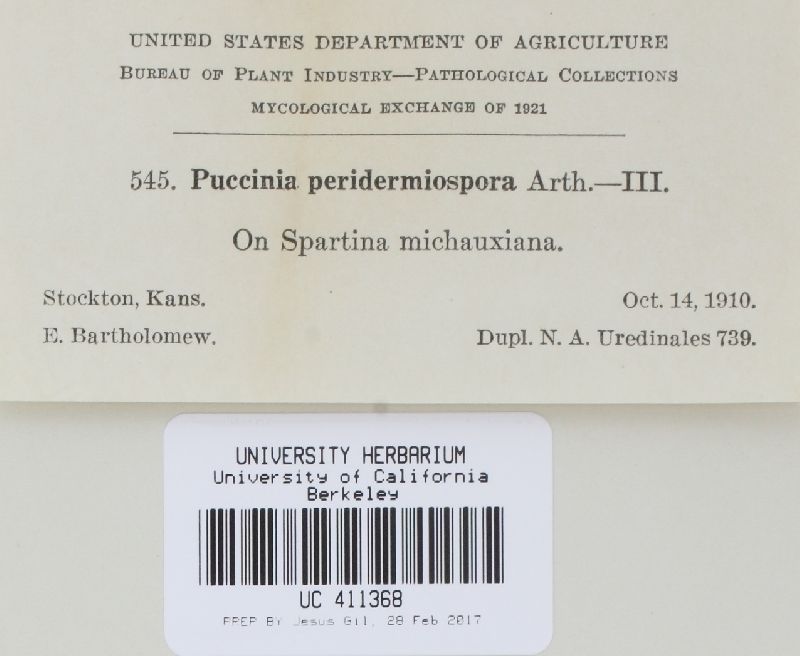 UNITED STATES DEPARTMENT OF AGRICULTURE
BUREAU OF PLANT INDUSTRY—PATHOLOGICAL COLLECTIONS
MYCOLOGICAL EXCHANGE OF 1921
545. Puccinia peridermiospora Arth.—III.
On Spartina michauxiana.
Stockton, Kans. Oct. 14, 1910.
E. Bartholomew. Dupl. N. A. Uredinales 739.
UNIVERSITY HERBARIUM
University of California
Berkeley
UC 411368
PREP By Jesus Gil, 28 Feb 2017